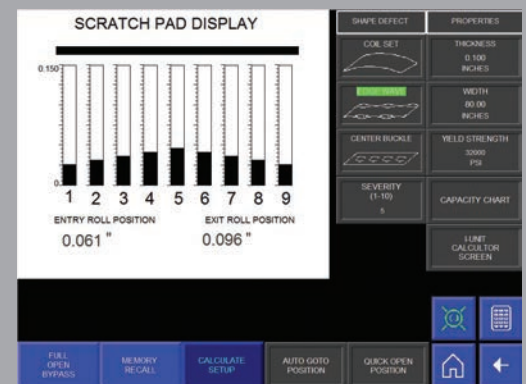 SCRATCH PAD DISPLAY
0.150
0.
1 2 3 4 5 6 7 8 9
ENTRY ROLL POSITION EXIT ROLL POSITION
0.061 " 0.096 "
SHAPE DEFECT
COIL SET
EDGE WAVE
CENTER BUCKLE
SEVERITY
(1-10)
5
PROPERTIES
THICKNESS
0.100
INCHES
WIDTH
80.00
INCHES
YIELD STRENGTH
32000
PSI
CAPACITY CHART
I-UNIT
CALCULTOR
SCREEN
FULL
OPEN
BYPASS
MEMORY
RECALL
CALCULATE
SETUP
AUTO GOTO
POSITION
QUICK OPEN
POSITION